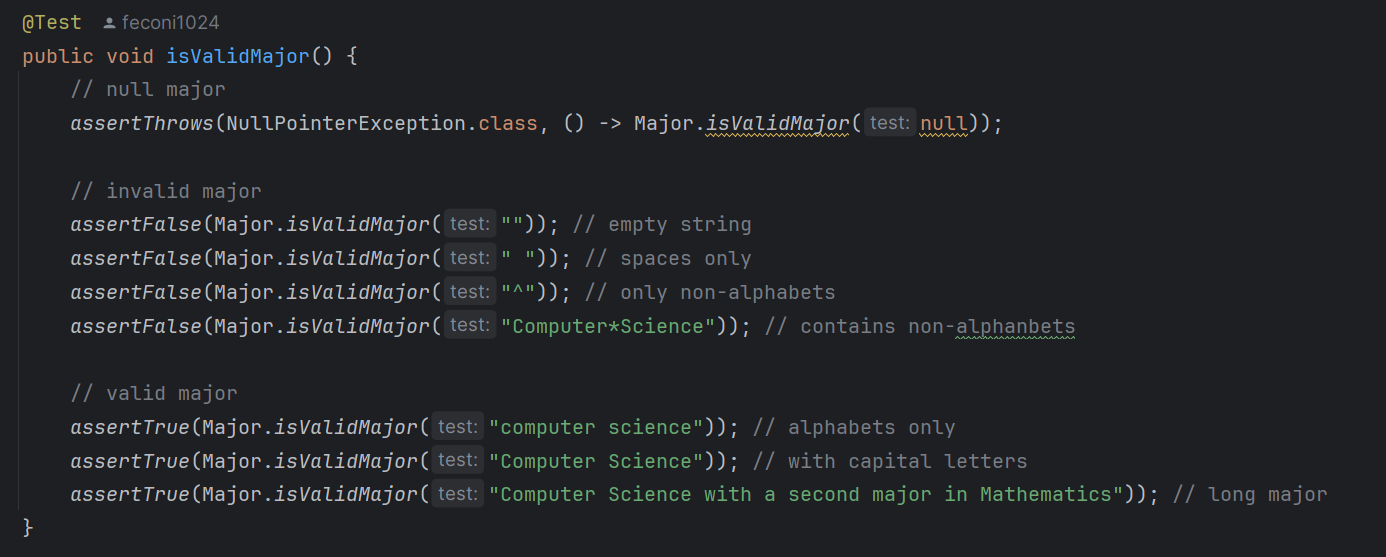 @Test feconi1024
public void isValidMajor() {
// null major
assertThrows(NullPointerException.class, () -> Major.isValidMajor( test: null));
// invalid major
assertFalse(Major.isValidMajor( test: "")); // empty string
assertFalse(Major.isValidMajor( test: " ")); // spaces only
assertFalse(Major.isValidMajor( test: "^")); // only non-alphabets
assertFalse(Major.isValidMajor( test: "Computer*Science")); // contains non-alphanbets
// valid major
assertTrue(Major.isValidMajor( test: "computer science")); // alphabets only
assertTrue(Major.isValidMajor( test: "Computer Science")); // with capital letters
assertTrue(Major.isValidMajor( test: "Computer Science with a second major in Mathematics")); // long major
}